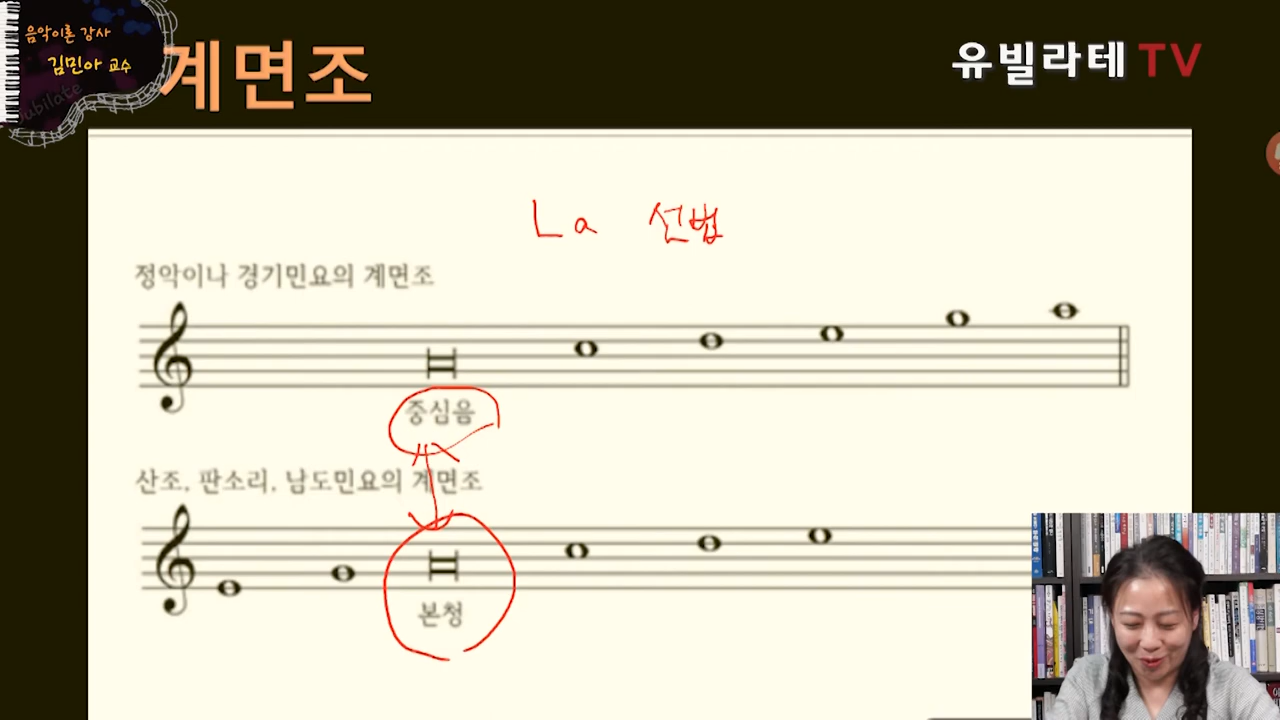 음악이론 강사
김민아 교수
Jubilate
계면조
유빌라테 TV
La 선법
정악이나 경기민요의 계면조
중심음
산조, 판소리, 남도민요의 계면조
본청